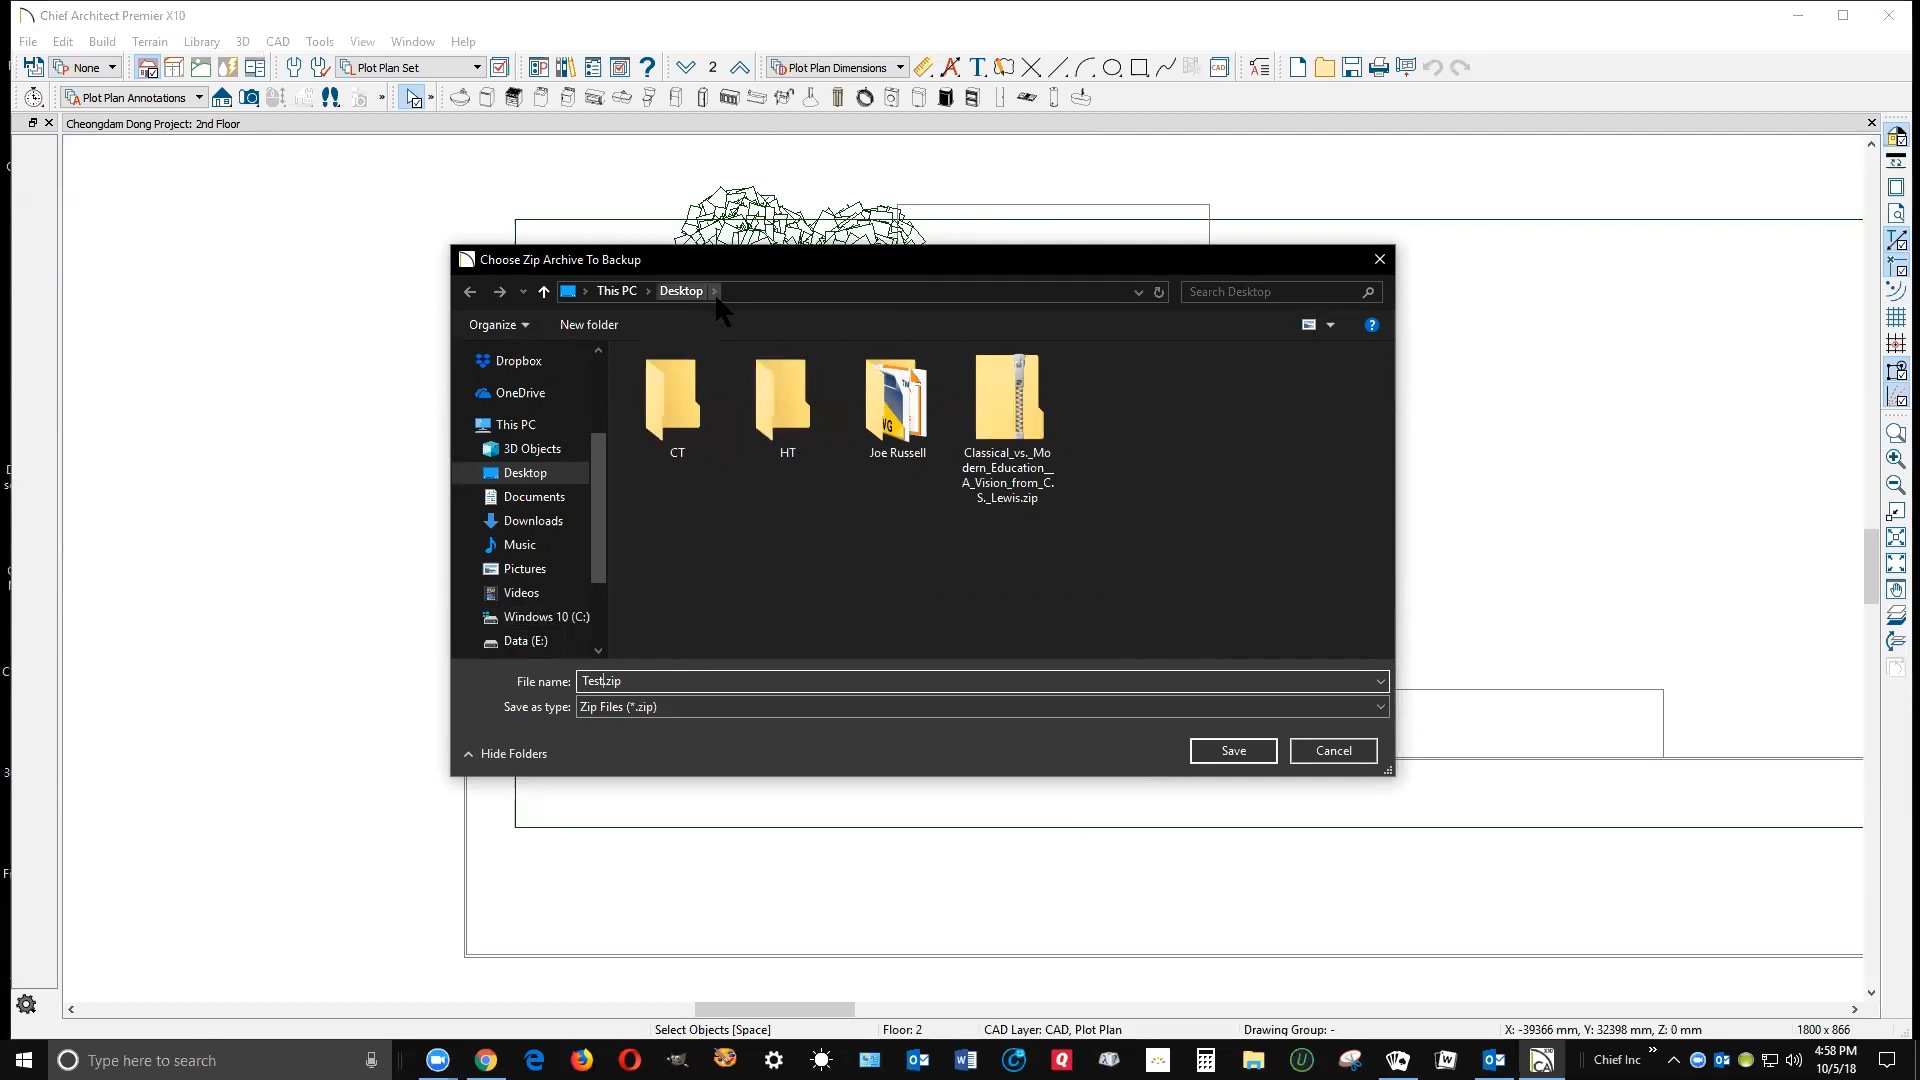 Chief Architect Premier X10
File Edit Build Terrain Library 3D CAD Tools View Window Help
None Plot Plan Set 2 Plot Plan Dimensions
Plot Plan Annotations
Cheongdam Dong Project: 2nd Floor
Choose Zip Archive To Backup
This PC Desktop Search Desktop
Organize New folder
Dropbox
OneDrive
This PC
3D Objects
Desktop
Documents
Downloads
Music
Pictures
Videos
Windows 10 (C:)
Data (E:)
CT
HT
Joe Russell
Classical_vs._Mo
dern_Education__
A_Vision_from_C.
S._Lewis.zip
File name: Test.zip
Save as type: Zip Files (*.zip)
Hide Folders Save Cancel
Select Objects [Space] Floor: 2 CAD Layer: CAD, Plot Plan Drawing Group: - X: -39366 mm, Y: 32398 mm, Z: 0 mm 1800 x 866
Type here to search Chief Inc 4:58 PM
10/5/18